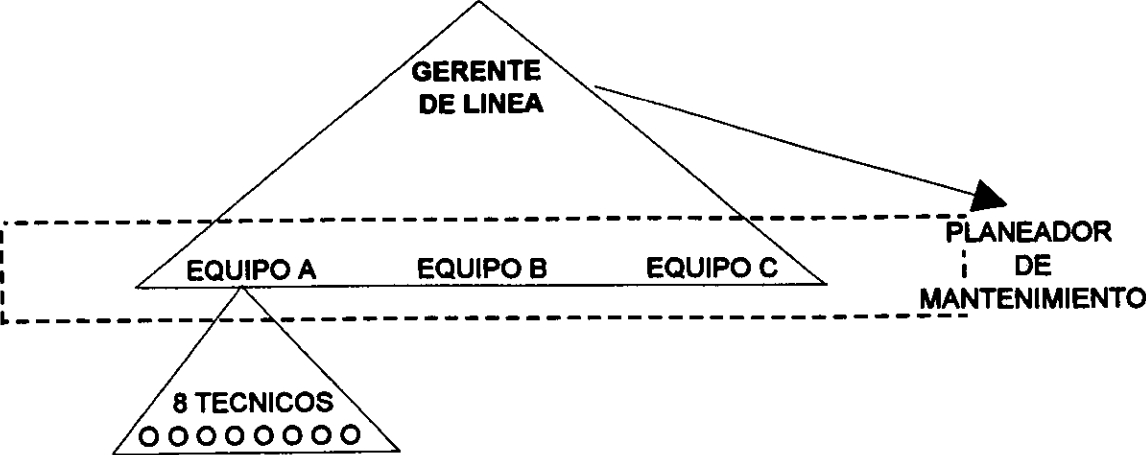 GERENTE
DE LINEA
PLANEADOR
DE
MANTENIMIENTO
EQUIPO A EQUIPO B EQUIPO C
8 TECNICOS